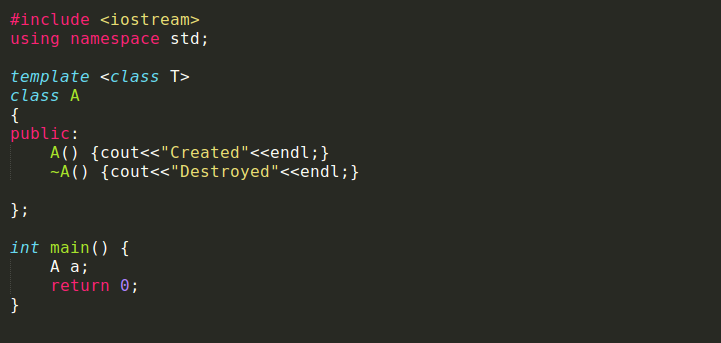 #include <iostream>
using namespace std;
template <class T>
class A
{
public:
A() {cout<<"Created"<<endl;}
~A() {cout<<"Destroyed"<<endl;}
};
int main() {
A a;
return 0;
}